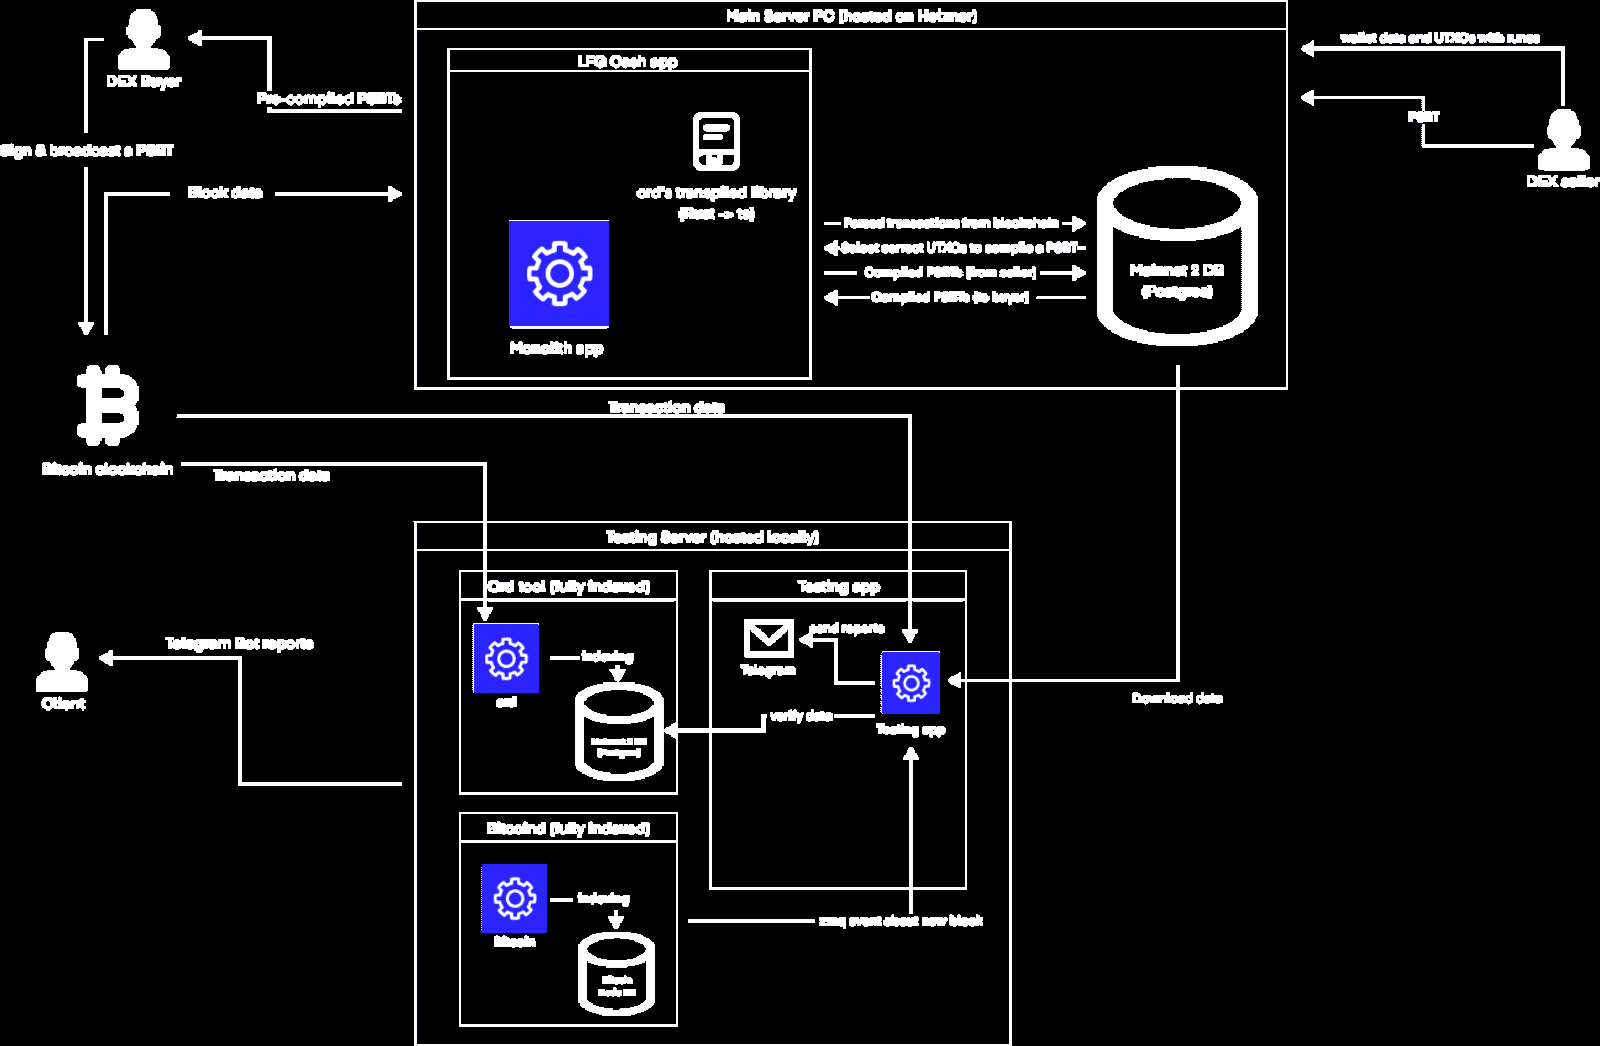 Main Server PC (hosted on Hetzner)
wallet data and UTXOs with runes
LFG Cash app
DEX Buyer
Pre-compiled PSBTs
PSBT
Sign & broadcast a PSBT
DEX seller
Block data
ord's transpiled library
(Rust -> ts)
Parsed transactions from blockchain
Select correct UTXOs to compile a PSBT
Compiled PSBTs (from seller)
Compiled PSBTs (to buyer)
Mainnet 2 DB
(Postgres)
Monolith app
Transaction data
Bitcoin clockchain
Transaction data
Testing Server (hosted locally)
Ord tool (fully indexed)
Testing app
send reports
Telegram Bot reports
indexing
Telegram
Client
ord
Download data
verify data
Testing app
Mainnet 2 DB
(Postgres)
Bitcoind (fully indexed)
indexing
zmq event about new block
Bitcoin
Bitcoin
Node DB